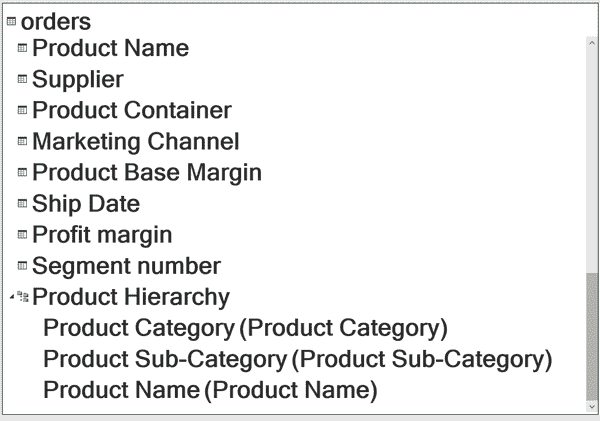 orders
Product Name
Supplier
Product Container
Marketing Channel
Product Base Margin
Ship Date
Profit margin
Segment number
Product Hierarchy
Product Category (Product Category)
Product Sub-Category (Product Sub-Category)
Product Name (Product Name)